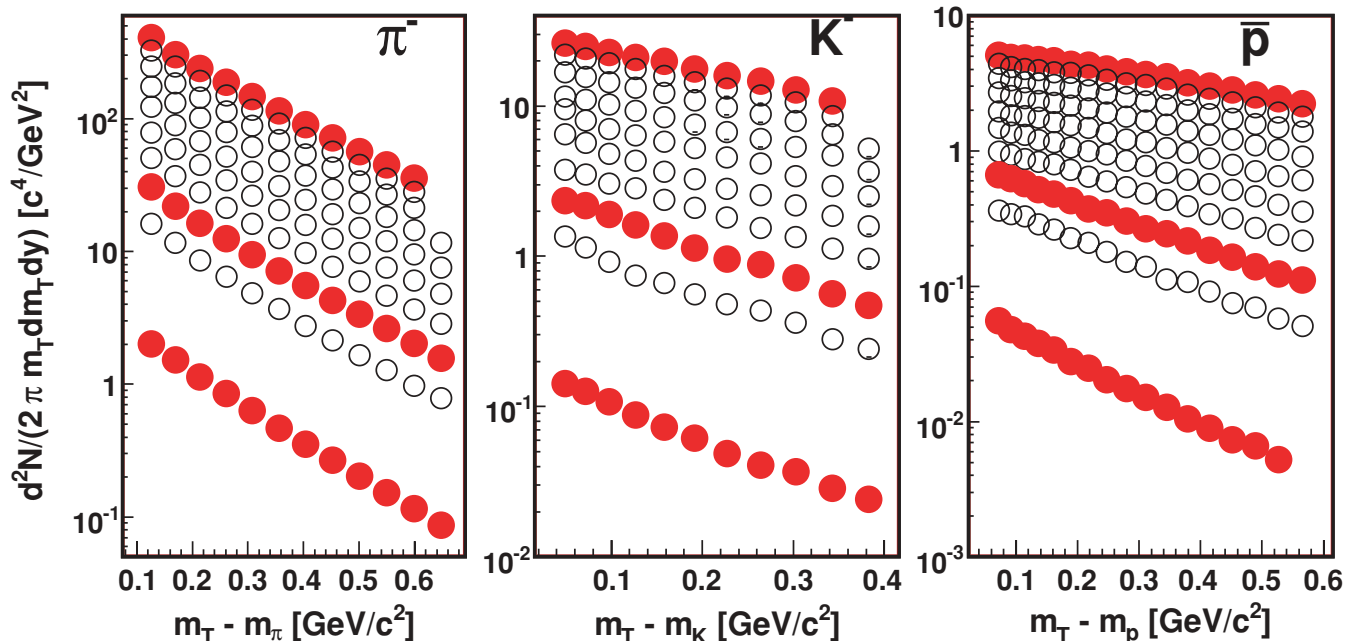 d²N/(2 π m_T dm_T dy) [c⁴/GeV²]
π⁻
10²
10
1
10⁻¹
0.1 0.2 0.3 0.4 0.5 0.6
m_T - m_π [GeV/c²]
K⁻
10
1
10⁻¹
10⁻²
0.1 0.2 0.3 0.4
m_T - m_K [GeV/c²]
p̅
10
1
10⁻¹
10⁻²
10⁻³
0.1 0.2 0.3 0.4 0.5 0.6
m_T - m_p [GeV/c²]